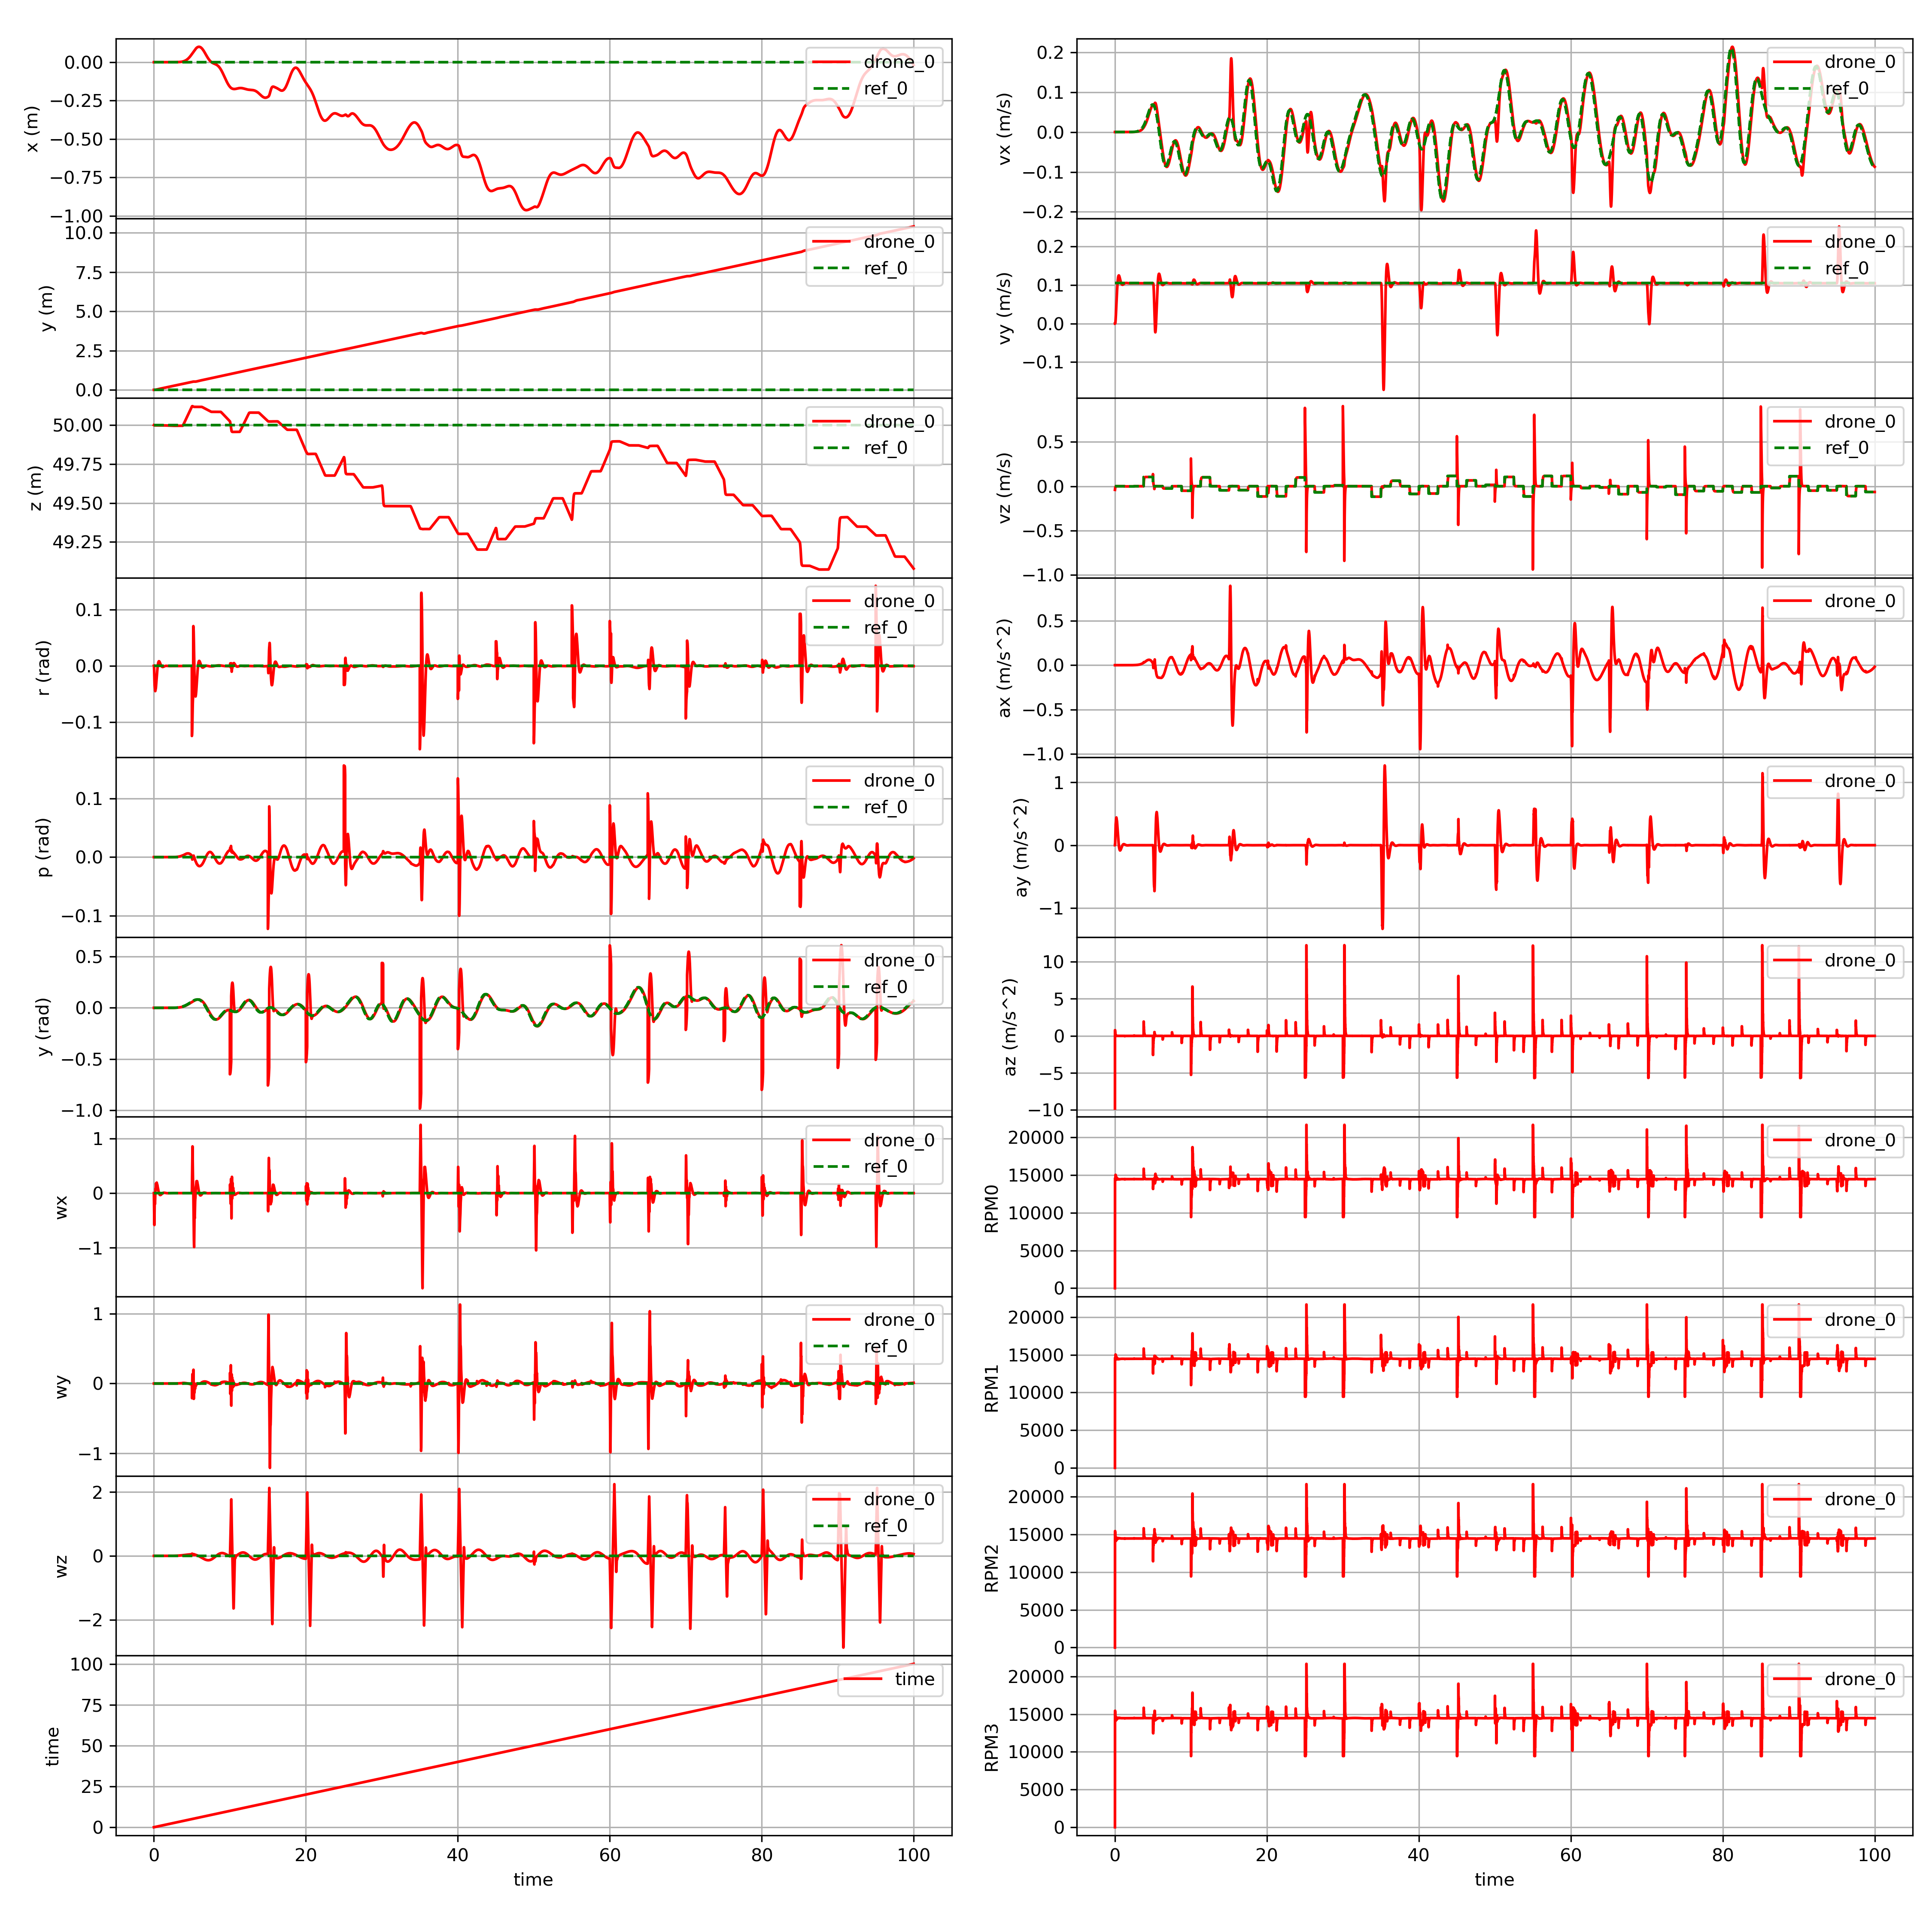 x (m)
0.00
−0.25
−0.50
−0.75
−1.00
drone_0
ref_0
y (m)
10.0
7.5
5.0
2.5
0.0
drone_0
ref_0
z (m)
50.00
49.75
49.50
49.25
drone_0
ref_0
r (rad)
0.1
0.0
−0.1
drone_0
ref_0
p (rad)
0.1
0.0
−0.1
drone_0
ref_0
y (rad)
0.5
0.0
−0.5
−1.0
drone_0
ref_0
wx
1
0
−1
drone_0
ref_0
wy
1
0
−1
drone_0
ref_0
wz
2
0
−2
drone_0
ref_0
time
100
75
50
25
0
time
0 20 40 60 80 100
time
vx (m/s)
0.2
0.1
0.0
−0.1
−0.2
drone_0
ref_0
vy (m/s)
0.2
0.1
0.0
−0.1
drone_0
ref_0
vz (m/s)
0.5
0.0
−0.5
−1.0
drone_0
ref_0
ax (m/s^2)
0.5
0.0
−0.5
−1.0
drone_0
ay (m/s^2)
1
0
−1
drone_0
az (m/s^2)
10
5
0
−5
−10
drone_0
RPM0
20000
15000
10000
5000
0
drone_0
RPM1
20000
15000
10000
5000
0
drone_0
RPM2
20000
15000
10000
5000
0
drone_0
RPM3
20000
15000
10000
5000
0
drone_0
0 20 40 60 80 100
time